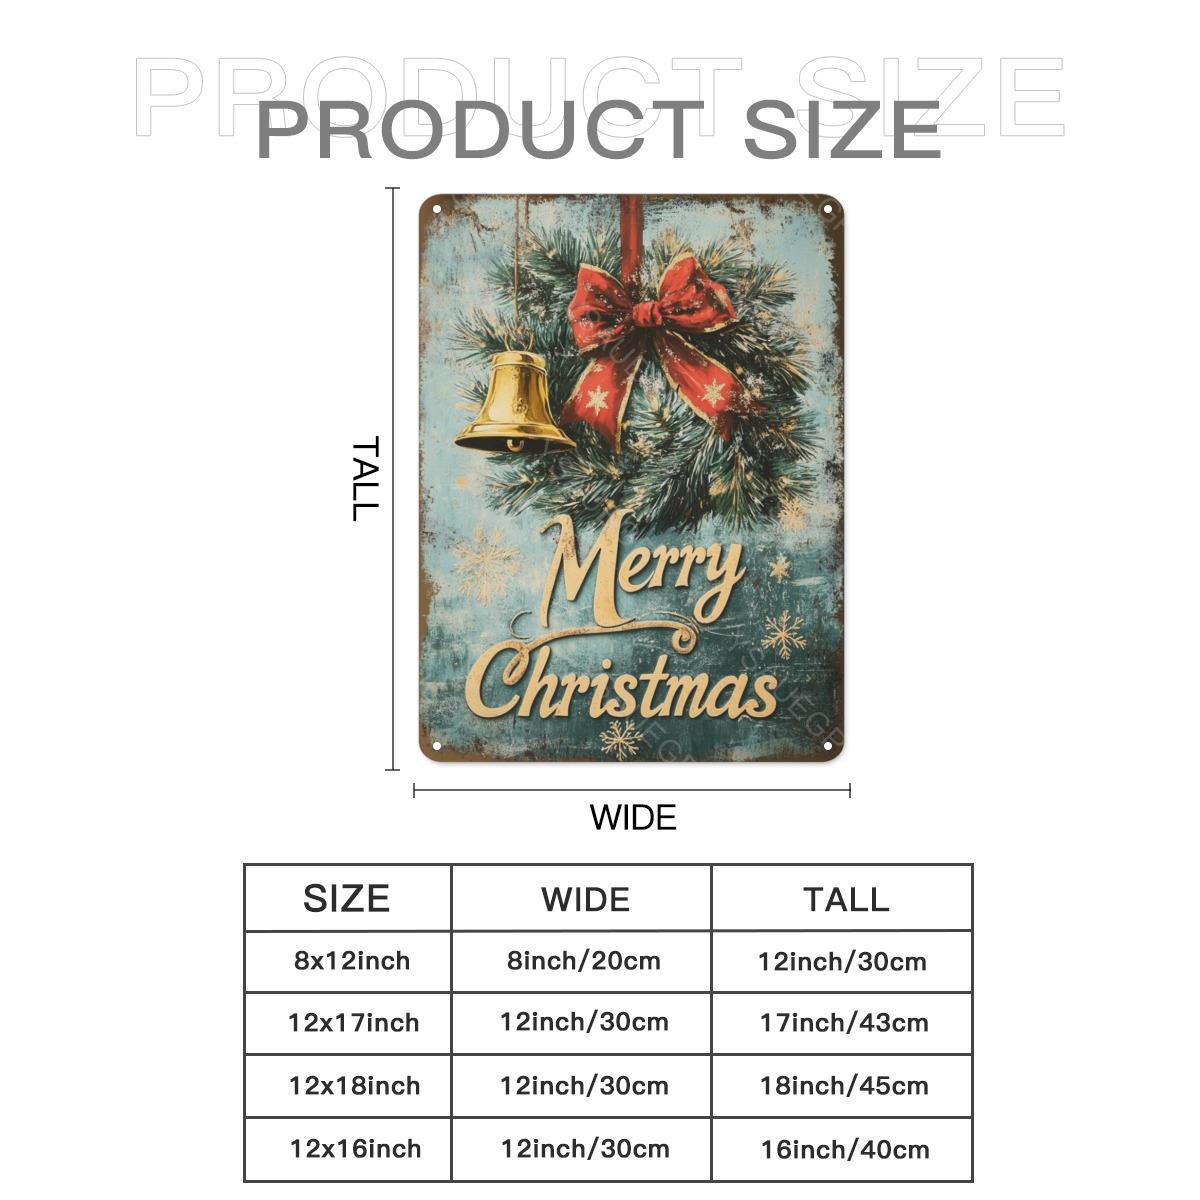 PRODUCT SIZE
PRODUCT SIZE
TALL
Merry
Christmas
WIDE
SIZE WIDE TALL
8x12inch 8inch/20cm 12inch/30cm
12x17inch 12inch/30cm 17inch/43cm
12x18inch 12inch/30cm 18inch/45cm
12x16inch 12inch/30cm 16inch/40cm